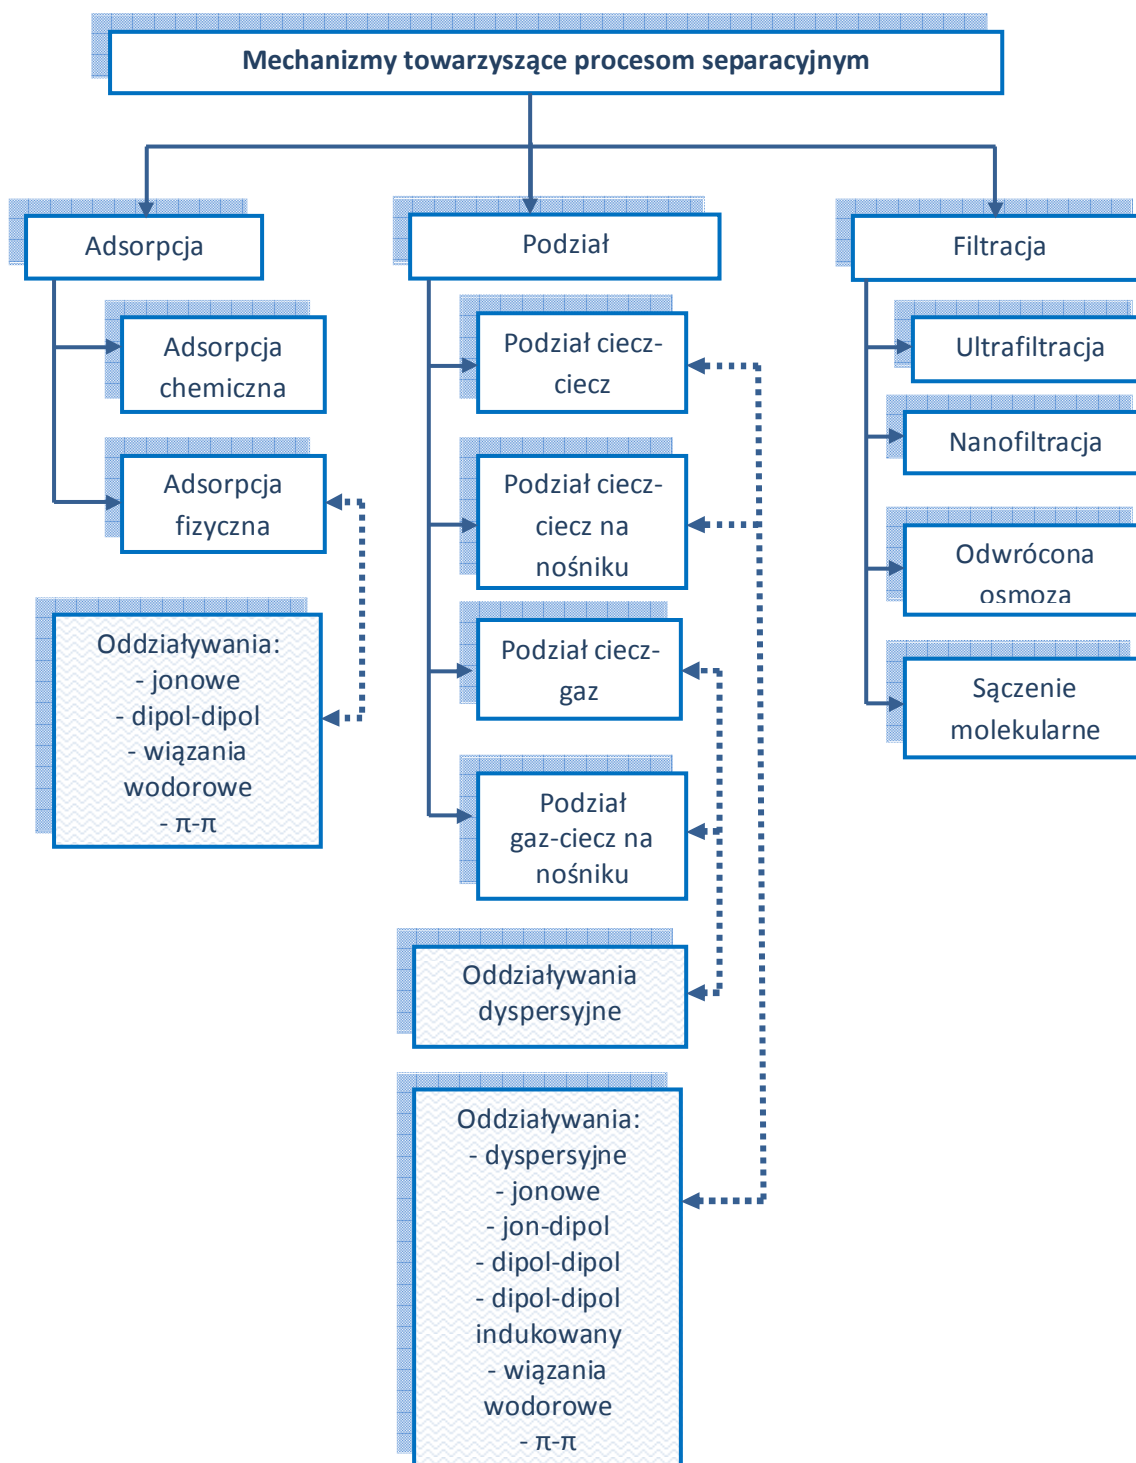 Mechanizmy towarzyszące procesom separacyjnym
Adsorpcja
Adsorpcja
chemiczna
Adsorpcja
fizyczna
Oddziaływania:
- jonowe
- dipol-dipol
- wiązania
wodorowe
- π-π
Podział
Podział ciecz-
ciecz
Podział ciecz-
ciecz na
nośniku
Podział ciecz-
gaz
Podział
gaz-ciecz na
nośniku
Oddziaływania
dyspersyjne
Oddziaływania:
- dyspersyjne
- jonowe
- jon-dipol
- dipol-dipol
- dipol-dipol
indukowany
- wiązania
wodorowe
- π-π
Filtracja
Ultrafiltracja
Nanofiltracja
Odwrócona
osmoza
Sączenie
molekularne